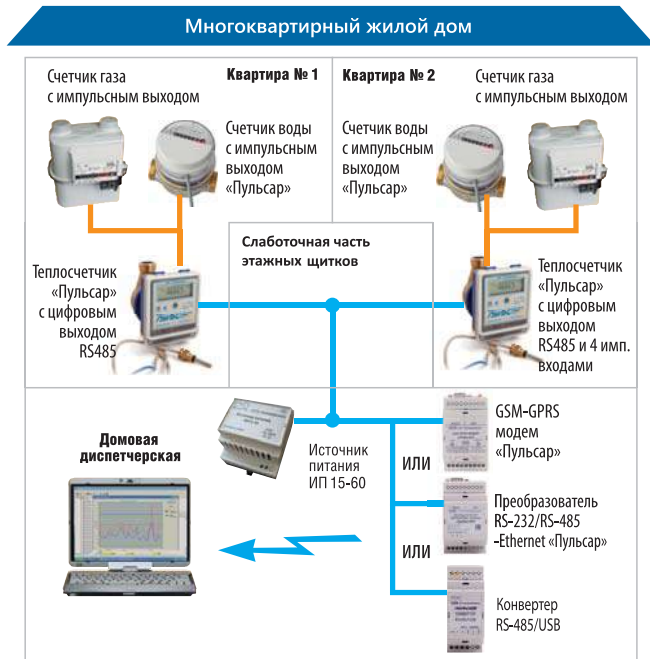 Многоквартирный жилой дом
Счетчик газа
с импульсным выходом
Квартира № 1
Квартира № 2
Счетчик газа
с импульсным выходом
Счетчик воды
с импульсным
выходом
«Пульсар»
Счетчик воды
с импульсным
выходом
«Пульсар»
Слаботочная часть
этажных щитков
Теплосчетчик
«Пульсар»
с цифровым
выходом
RS485
Теплосчетчик
«Пульсар»
с цифровым
выходом
RS485 и 4 имп.
входами
Домовая
диспетчерская
Источник
питания
ИП 15-60
GSM-GPRS
модем
«Пульсар»
ИЛИ
Преобразователь
RS-232/RS-485
-Ethernet «Пульсар»
ИЛИ
Конвертер
RS-485/USB